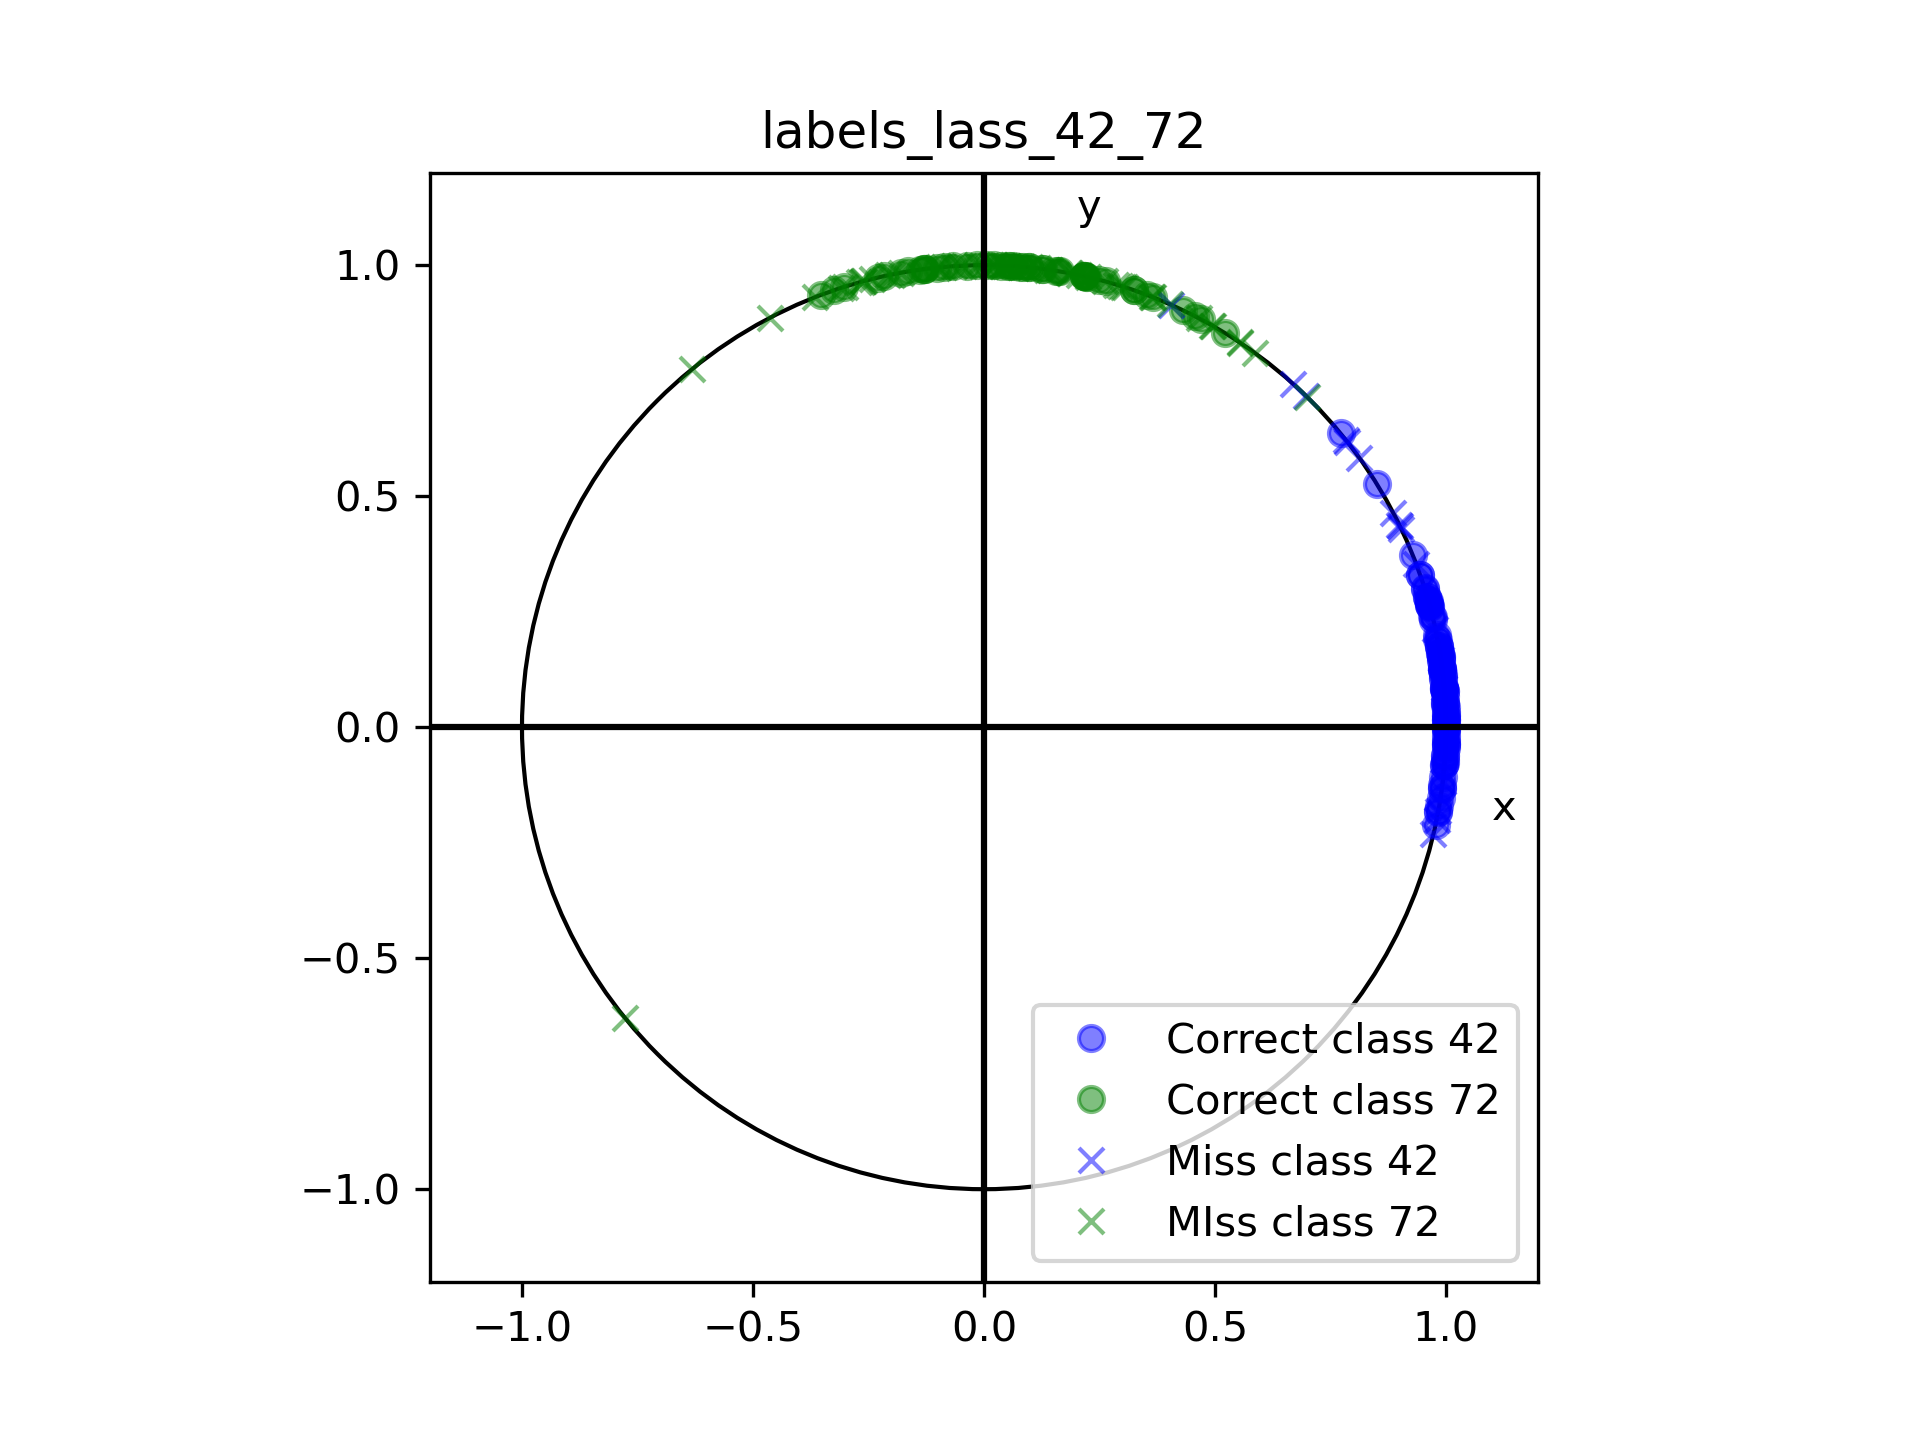 labels_lass_42_72
y
1.0
0.5
0.0
x
−0.5
−1.0
Correct class 42
Correct class 72
Miss class 42
MIss class 72
−1.0 −0.5 0.0 0.5 1.0